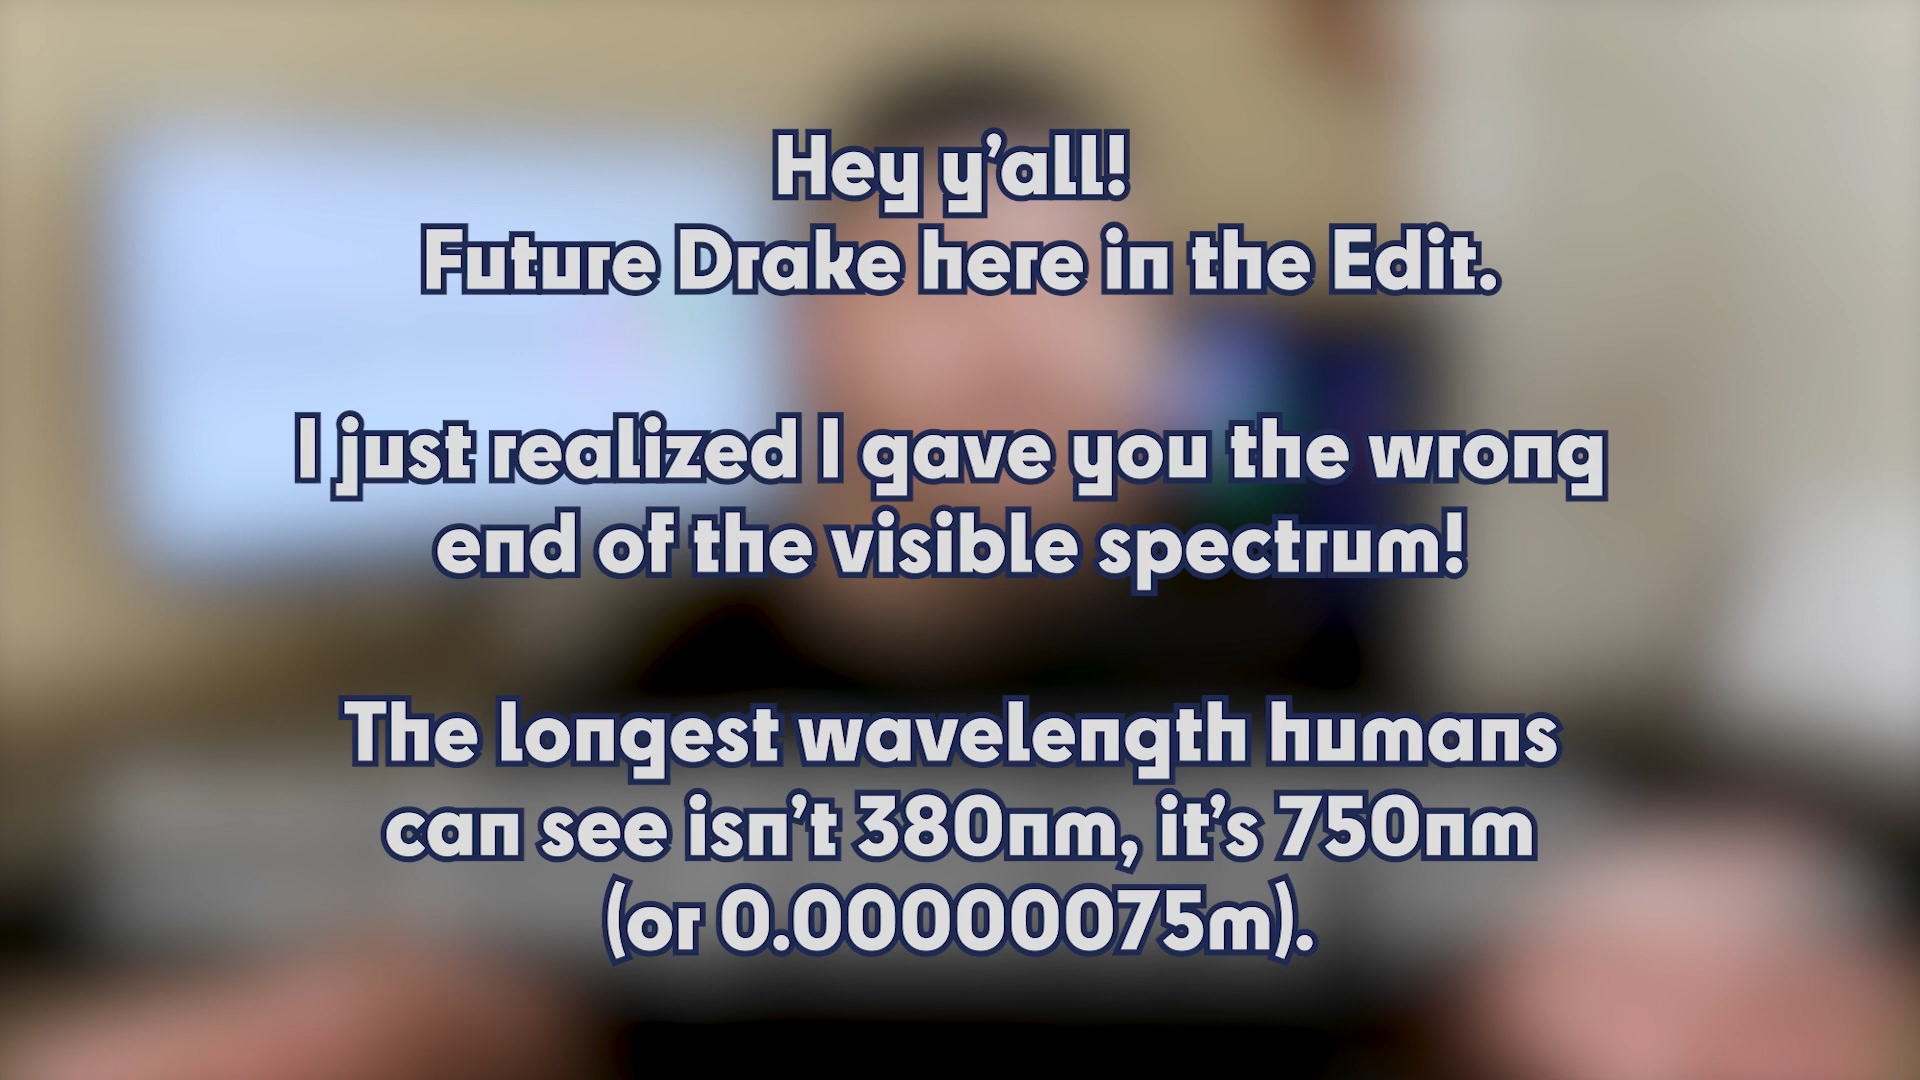 Hey y’all!
Future Drake here in the Edit.
I just realized I gave you the wrong
end of the visible spectrum!
The longest wavelength humans
can see isn’t 380nm, it’s 750nm
(or 0.00000075m).